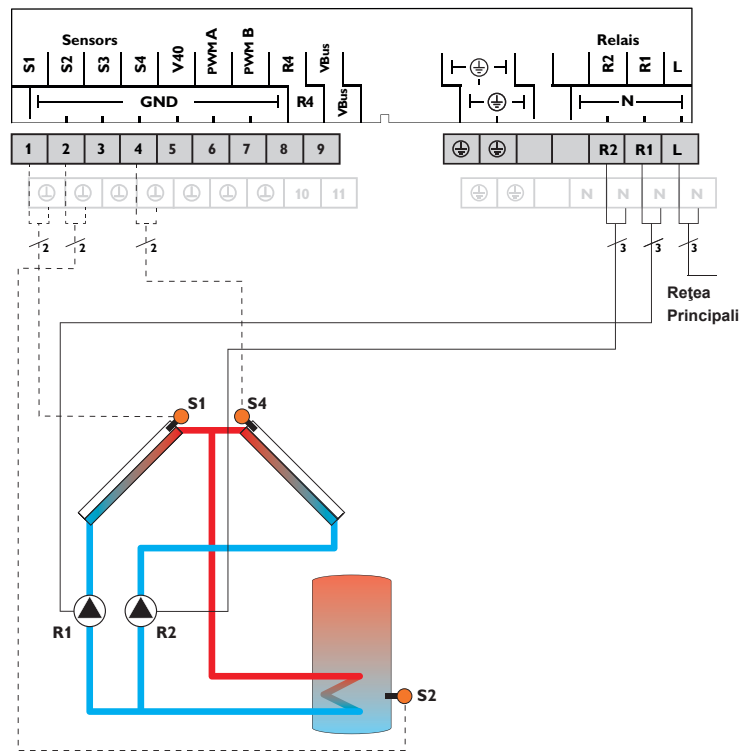 Sensors
Relais
S1 S2 S3 S4 V40 PWM A PWM B R4 VBus
R2 R1 L
GND R4 VBus
N
1 2 3 4 5 6 7 8 9
R2 R1 L
10 11
N N N N
2 2 2
3 3 3
Reţea
Principali
S1 S4
R1 R2
S2